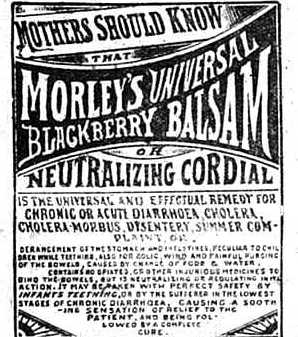 MOTHERS SHOULD KNOW
THAT
MORLEY'S UNIVERSAL
BLACKBERRY BALSAM
OR
NEUTRALIZING CORDIAL
IS THE UNIVERSAL AND EFFECTUAL REMEDY FOR
CHRONIC OR ACUTE DIARRHOEA, CHOLERA,
CHOLERA-MORBUS, DYSENTERY, SUMMER COM-
PLAINT, OR
DERANGEMENT OF THE STOMACH AND INTESTINES, PECULIAR TO CHIL
DREN WHILE TEETHING, ALSO FOR COLIC, WIND AND PAINFUL PURGING
OF THE BOWELS, CAUSED BY CHANGE OF FOOD & WATER.
CONTAINS NO OPIATES, OR OTHER INJURIOUS MEDICINES TO
BIND THE BOWELS, BUT IS NEUTRALIZING OR REGULATING IN ITS
ACTION. IT MAY BE TAKEN WITH PERFECT SAFETY BY
INFANTS TEETHING, OR BY THE SUFFERER IN THE LOWEST
STAGES OF CHRONIC DIARRHOEA. CAUSING A SOOTH
-ING SENSATION OF RELIEF TO THE
PATIENT, AND BEING FOL-
LOWED BY A COMPLETE
CURE.